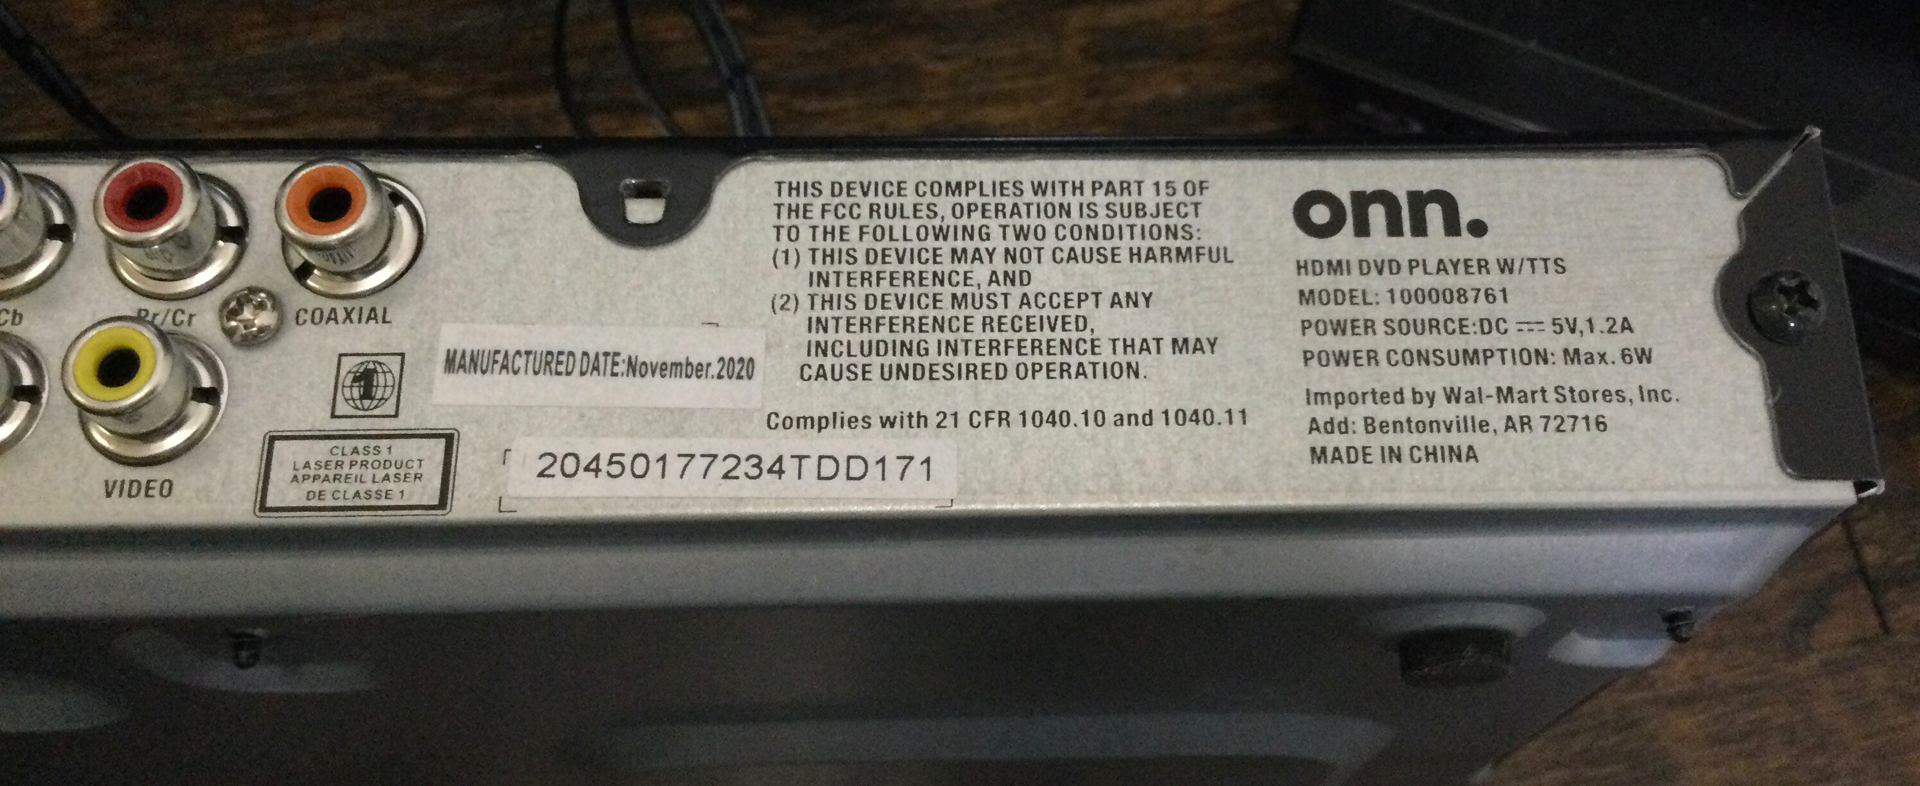 THIS DEVICE COMPLIES WITH PART 15 OF
THE FCC RULES, OPERATION IS SUBJECT
TO THE FOLLOWING TWO CONDITIONS:
(1) THIS DEVICE MAY NOT CAUSE HARMFUL
INTERFERENCE, AND
(2) THIS DEVICE MUST ACCEPT ANY
INTERFERENCE RECEIVED,
INCLUDING INTERFERENCE THAT MAY
CAUSE UNDESIRED OPERATION.
Complies with 21 CFR 1040.10 and 1040.11
onn.
HDMI DVD PLAYER W/TTS
MODEL: 100008761
POWER SOURCE:DC ⎓ 5V,1.2A
POWER CONSUMPTION: Max. 6W
Imported by Wal-Mart Stores, Inc.
Add: Bentonville, AR 72716
MADE IN CHINA
Cb
Pr/Cr
COAXIAL
VIDEO
1
MANUFACTURED DATE:November.2020
CLASS 1
LASER PRODUCT
APPAREIL LASER
DE CLASSE 1
20450177234TDD171